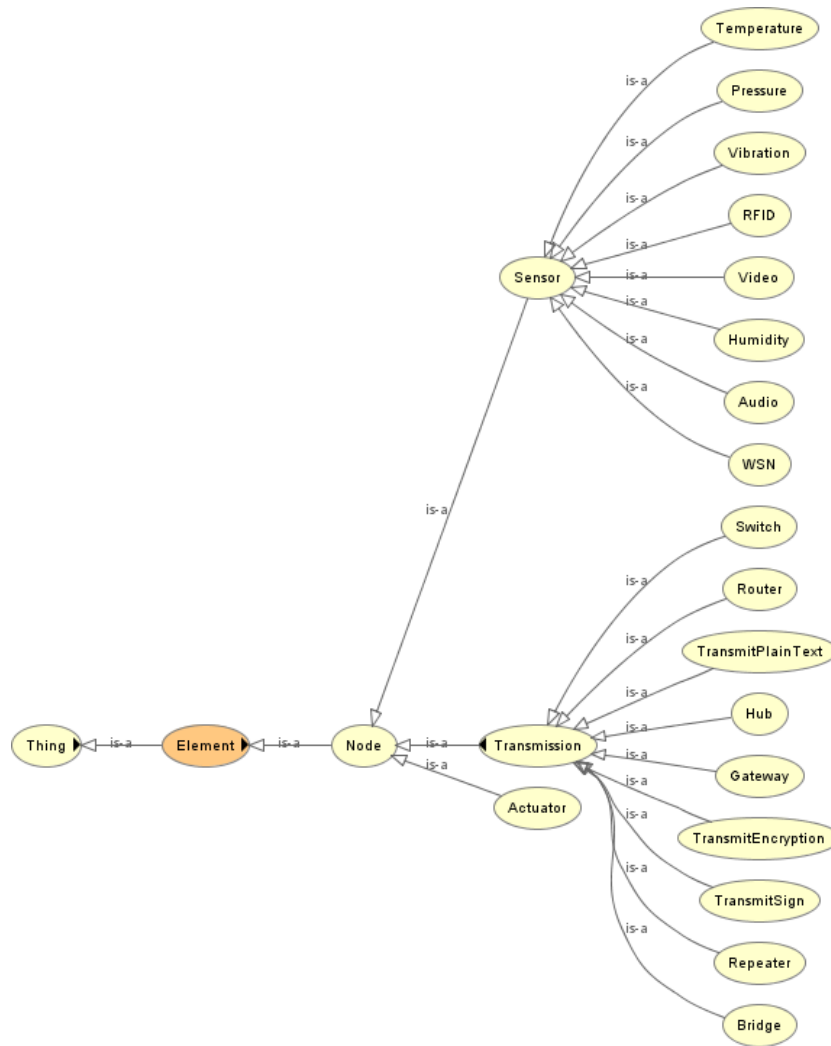 Temperature
is-a
Pressure
is-a
Vibration
is-a
RFID
is-a
Sensor
is-a
Video
is-a
Humidity
is-a
Audio
is-a
WSN
is-a
Switch
is-a
Router
is-a
TransmitPlainText
is-a
Hub
is-a
Thing
is-a
Element
is-a
Node
is-a
Transmission
is-a
Gateway
is-a
Actuator
is-a
TransmitEncryption
is-a
TransmitSign
is-a
Repeater
is-a
Bridge
is-a